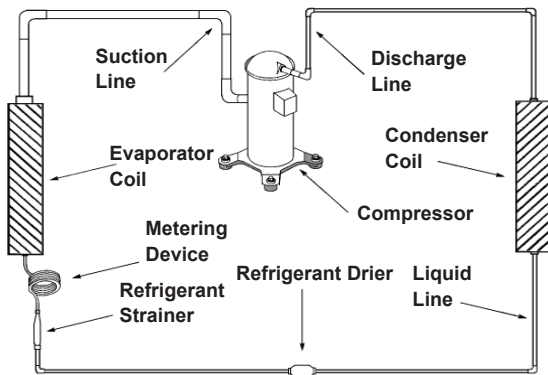 Suction
Line
Discharge
Line
Evaporator
Coil
Condenser
Coil
Compressor
Metering
Device
Refrigerant
Strainer
Refrigerant Drier
Liquid
Line